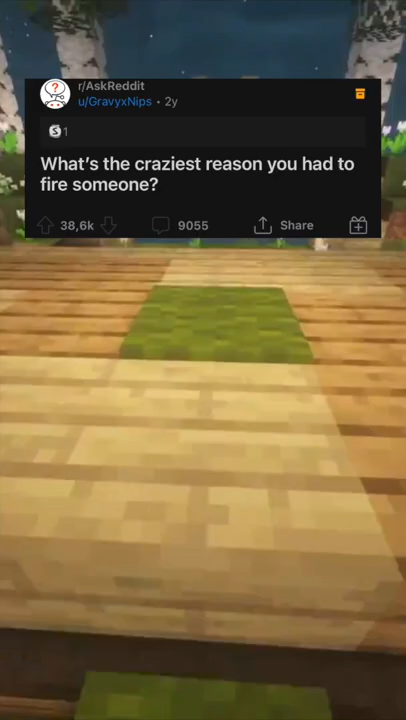 r/AskReddit
u/GravyxNips • 2y
1
What's the craziest reason you had to
fire someone?
38,6k 9055 Share